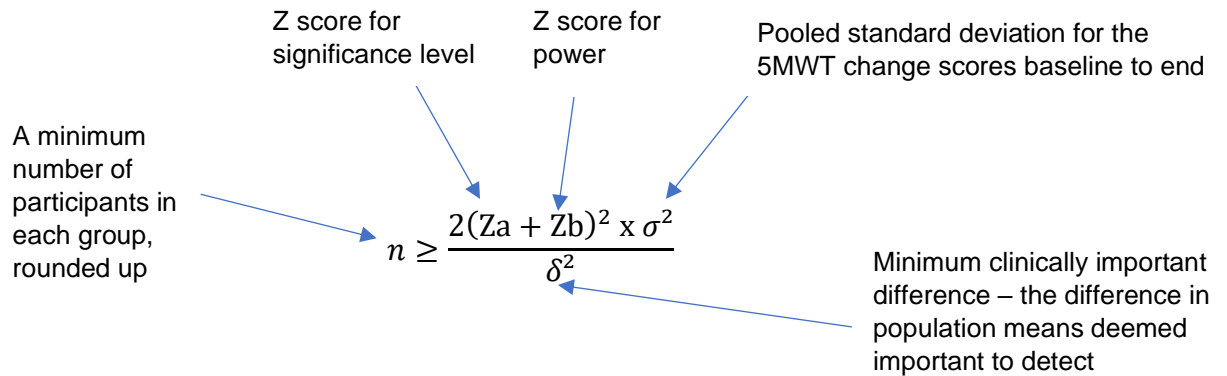 Z score for
significance level
Z score for
power
Pooled standard deviation for the
5MWT change scores baseline to end
A minimum
number of
participants in
each group,
rounded up
n ≥ 2(Za + Zb)² x σ² / δ²
Minimum clinically important
difference – the difference in
population means deemed
important to detect